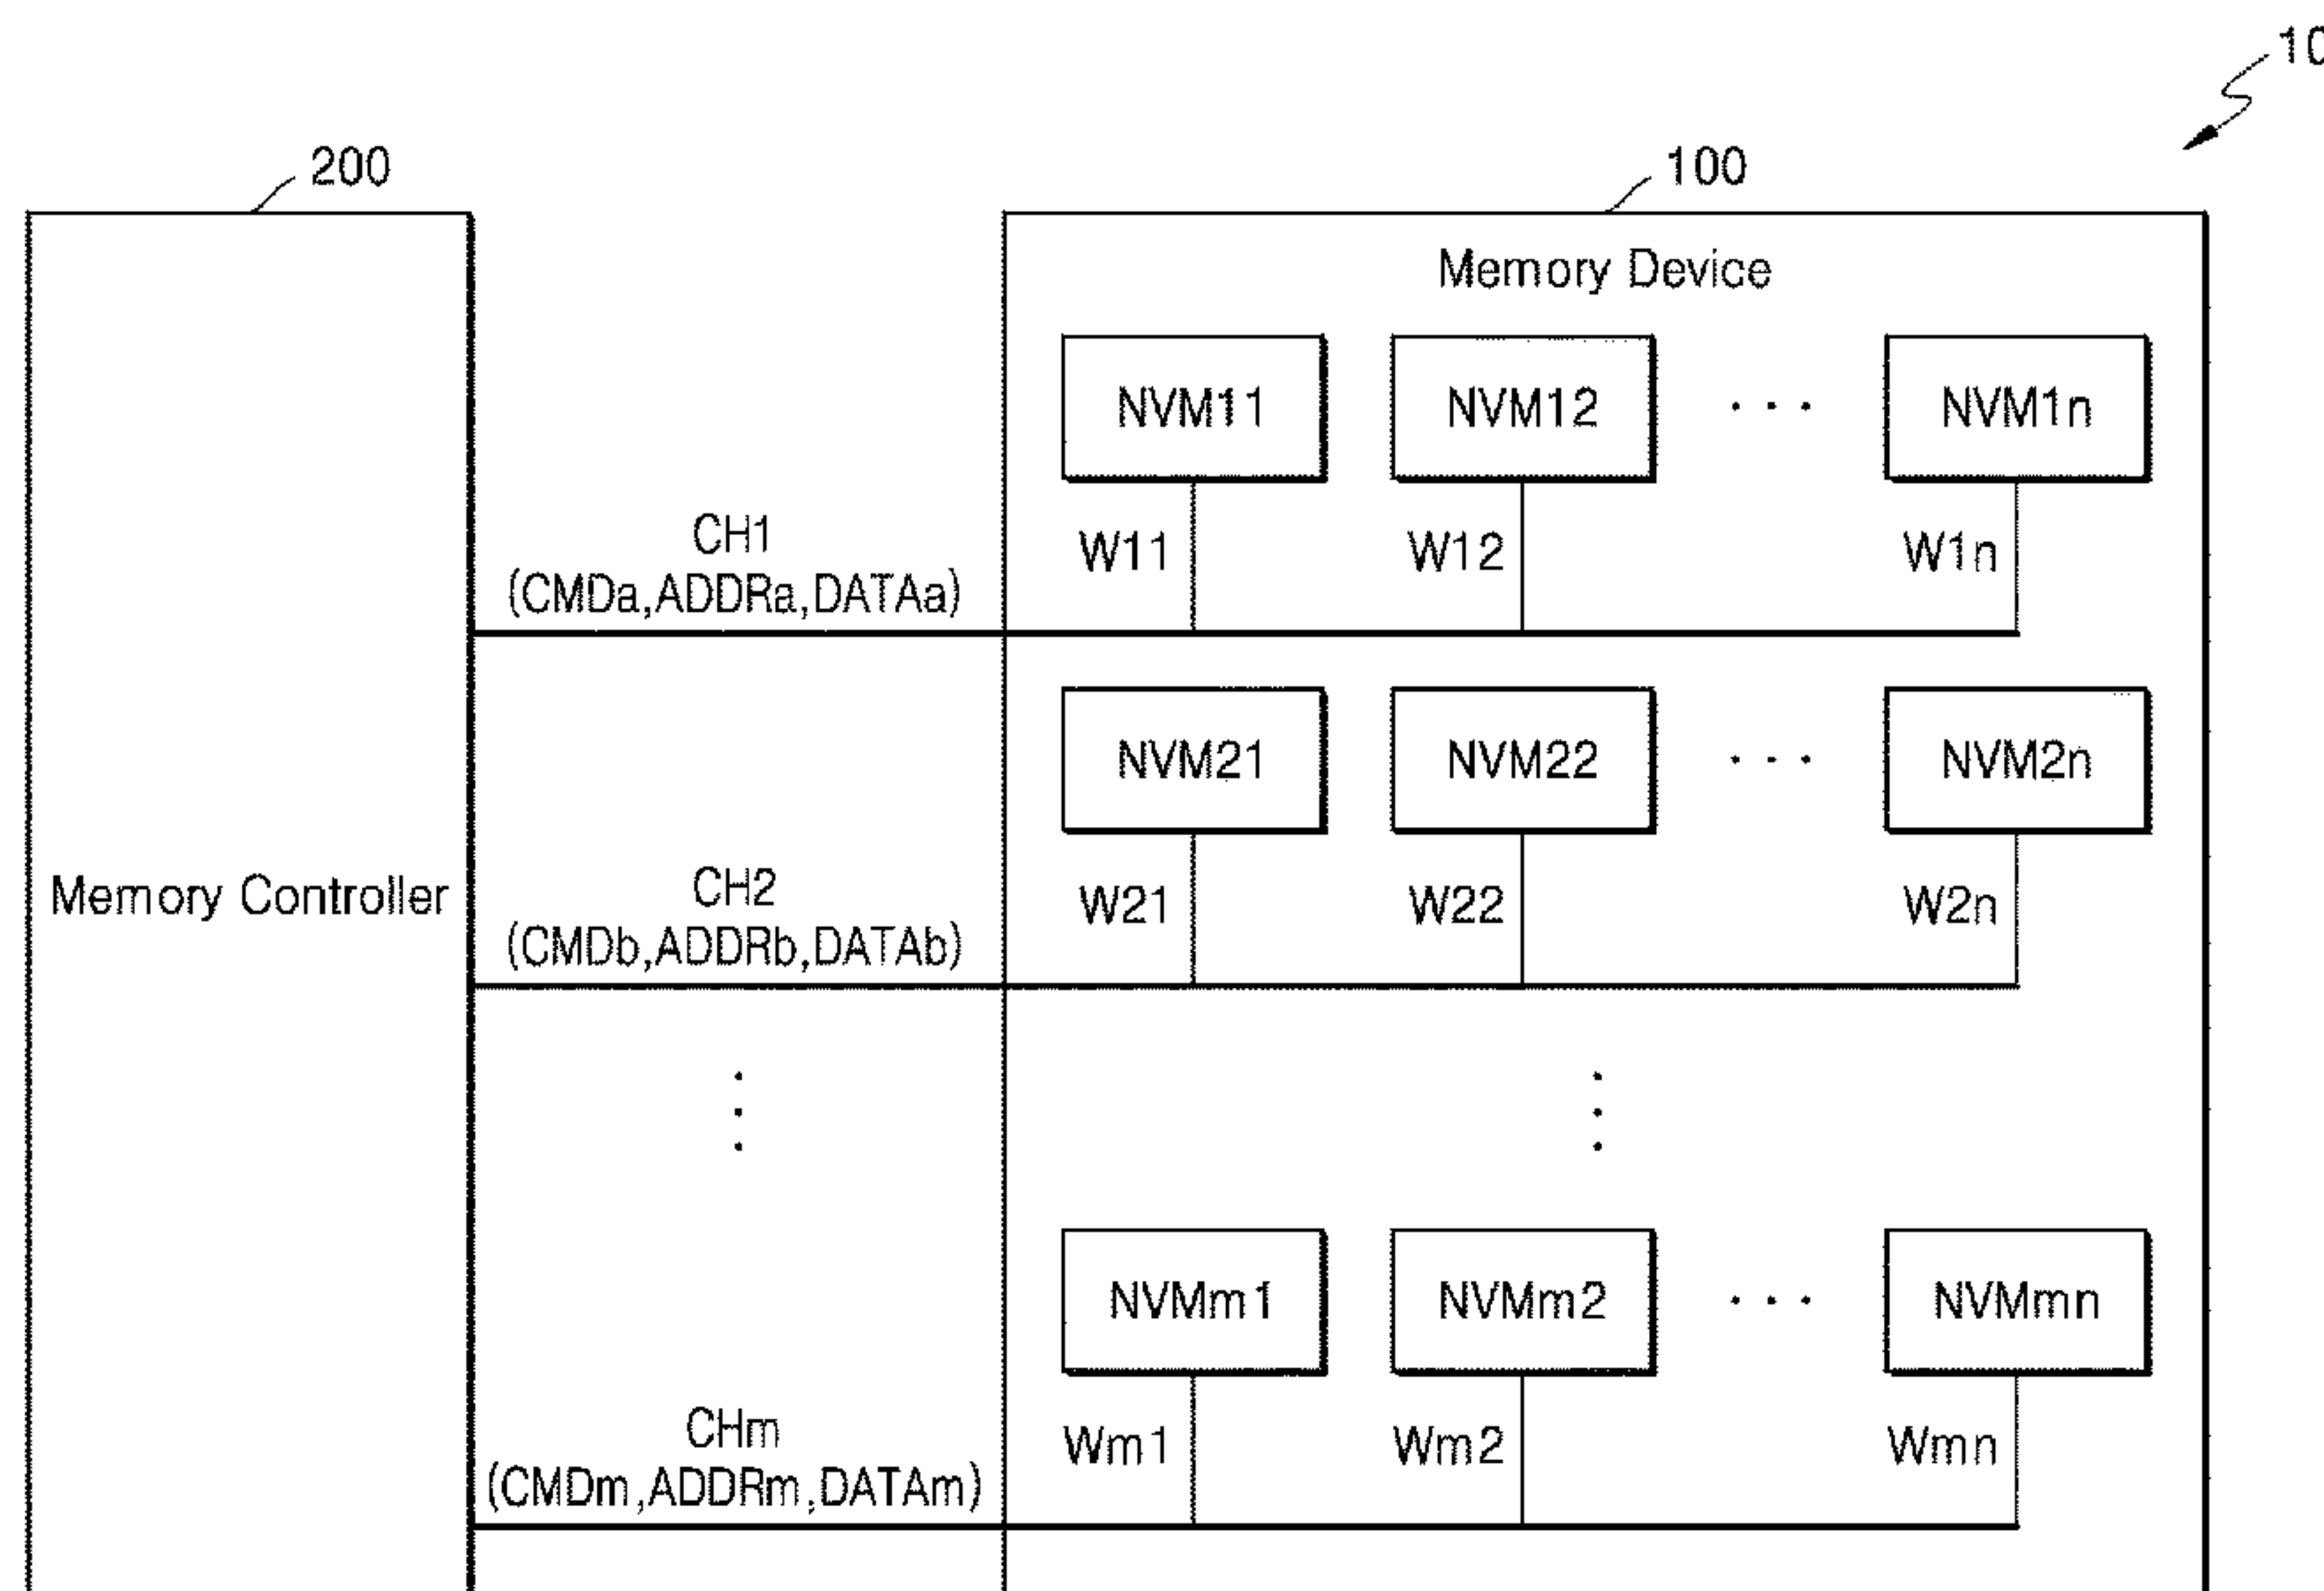 10
200
100
Memory Device
NVM11
NVM12
. . .
NVM1n
CH1
(CMDa,ADDRa,DATAa)
W11
W12
W1n
NVM21
NVM22
. . .
NVM2n
Memory Controller
CH2
(CMDb,ADDRb,DATAb)
W21
W22
W2n
NVMm1
NVMm2
. . .
NVMmn
CHm
(CMDm,ADDRm,DATAm)
Wm1
Wm2
Wmn